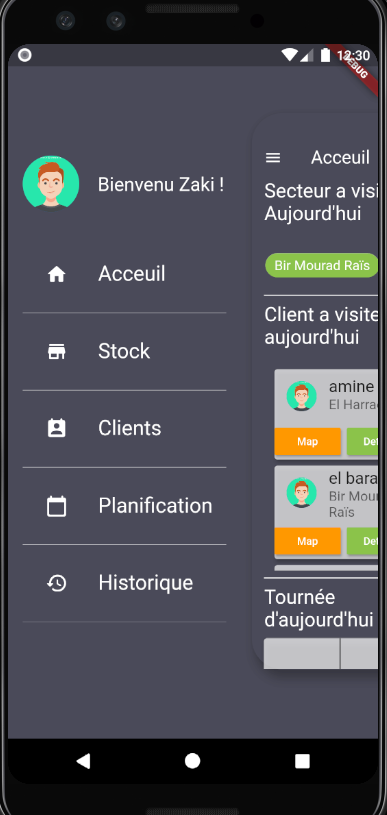 12:30
DEBUG
Bienvenu Zaki !
Acceuil
Stock
Clients
Planification
Historique
Acceuil
Secteur a visi
Aujourd'hui
Bir Mourad Raïs
Client a visite
aujourd'hui
amine
El Harra
Map
Det
el bara
Bir Mour
Raïs
Map
Det
Tournée
d'aujourd'hui